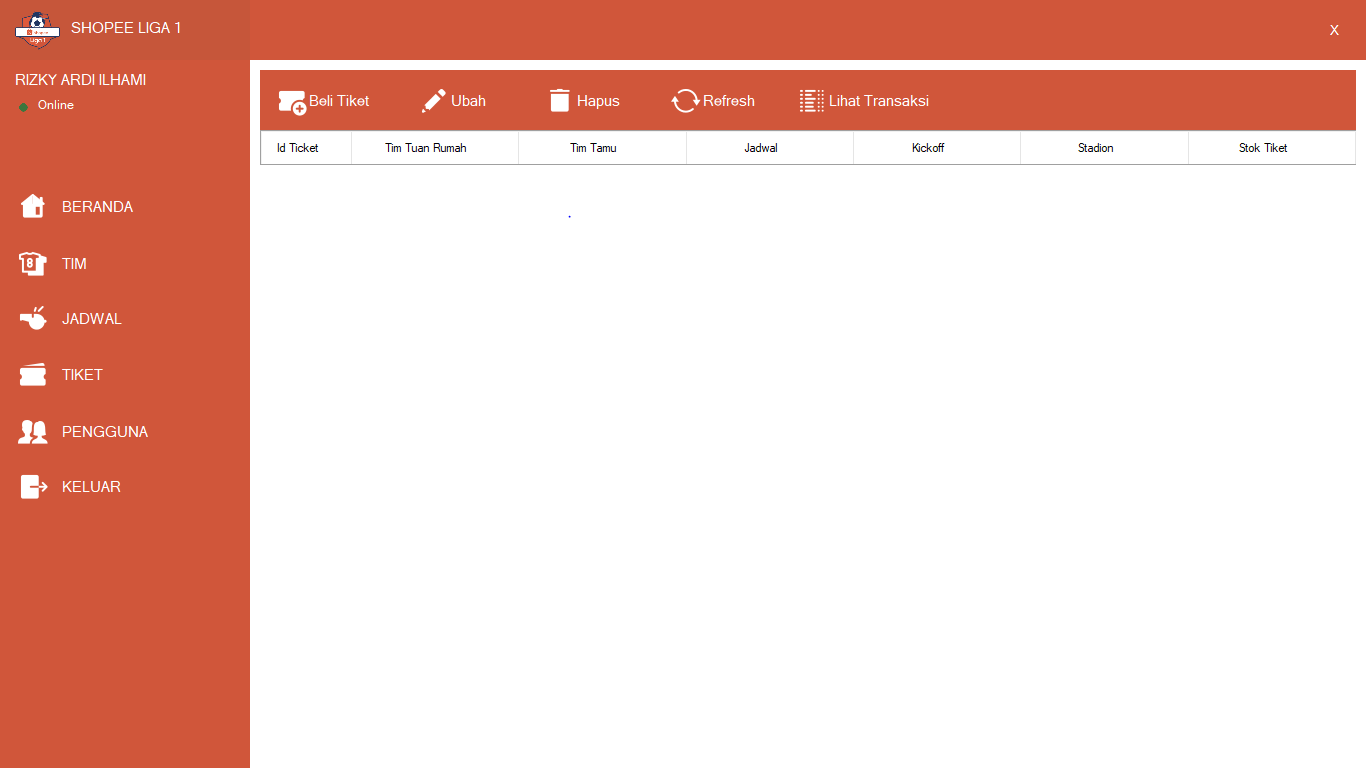 SHOPEE LIGA 1
X
RIZKY ARDI ILHAMI
Online
BERANDA
8
TIM
JADWAL
TIKET
PENGGUNA
KELUAR
Beli Tiket
Ubah
Hapus
Refresh
Lihat Transaksi
Id Ticket
Tim Tuan Rumah
Tim Tamu
Jadwal
Kickoff
Stadion
Stok Tiket